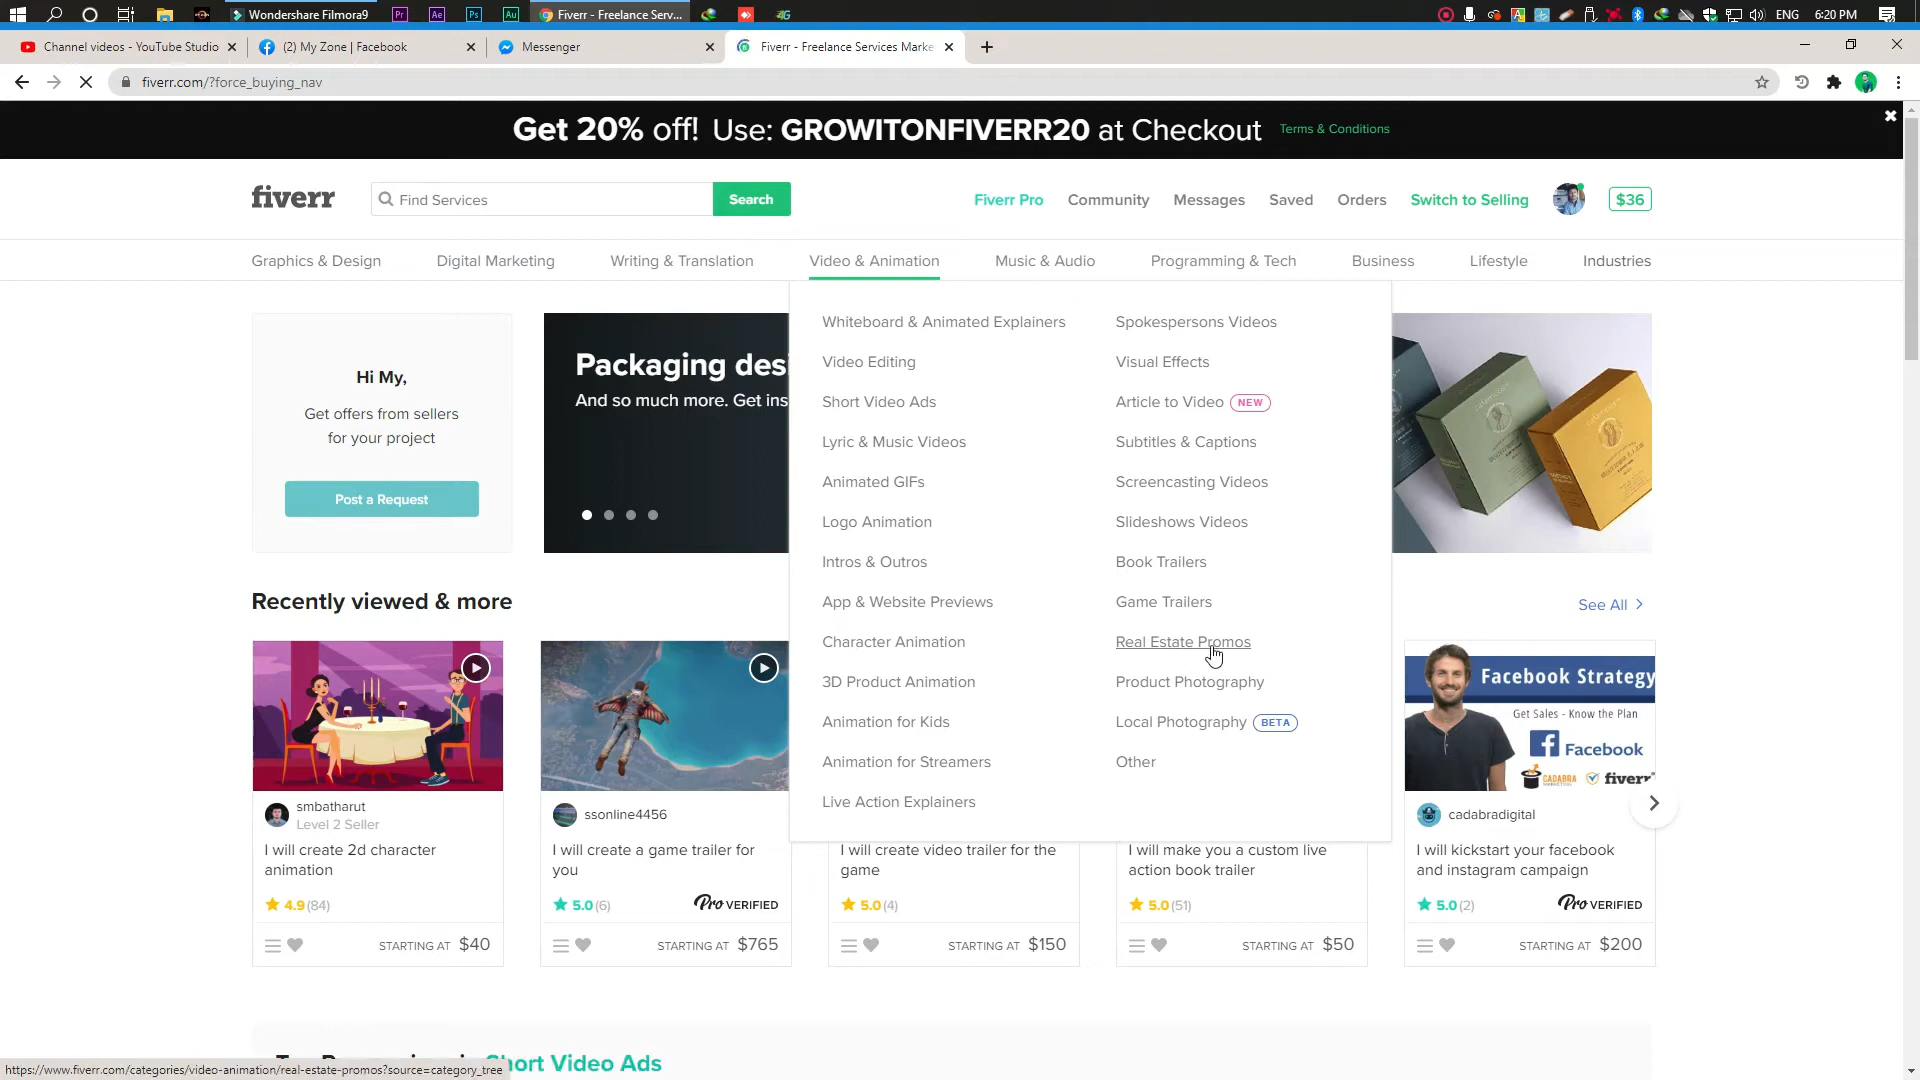 Wondershare Filmora9
Pr
Ae
Ps
Au
Fiverr - Freelance Serv...
ENG
6:20 PM
Channel videos - YouTube Studio
(2) My Zone | Facebook
Messenger
Fiverr - Freelance Services Marke
fiverr.com/?force_buying_nav
Get 20% off! Use: GROWITONFIVERR20 at Checkout
Terms & Conditions
fiverr
Find Services
Search
Fiverr Pro
Community
Messages
Saved
Orders
Switch to Selling
$36
Graphics & Design
Digital Marketing
Writing & Translation
Video & Animation
Music & Audio
Programming & Tech
Business
Lifestyle
Industries
Hi My,
Get offers from sellers
for your project
Post a Request
Packaging desi
And so much more. Get ins
Whiteboard & Animated Explainers
Video Editing
Short Video Ads
Lyric & Music Videos
Animated GIFs
Logo Animation
Intros & Outros
App & Website Previews
Character Animation
3D Product Animation
Animation for Kids
Animation for Streamers
Live Action Explainers
Spokespersons Videos
Visual Effects
Article to Video NEW
Subtitles & Captions
Screencasting Videos
Slideshows Videos
Book Trailers
Game Trailers
Real Estate Promos
Product Photography
Local Photography BETA
Other
Recently viewed & more
See All
smbatharut
Level 2 Seller
I will create 2d character
animation
4.9 (84)
STARTING AT $40
ssonline4456
I will create a game trailer for
you
5.0 (6)
Pro VERIFIED
STARTING AT $765
I will create video trailer for the
game
5.0 (4)
STARTING AT $150
I will make you a custom live
action book trailer
5.0 (51)
STARTING AT $50
Facebook Strategy
Get Sales - Know the Plan
Facebook
CADABRA
fiverr
cadabradigital
I will kickstart your facebook
and instagram campaign
5.0 (2)
Pro VERIFIED
STARTING AT $200
Short Video Ads
https://www.fiverr.com/categories/video-animation/real-estate-promos?source=category_tree